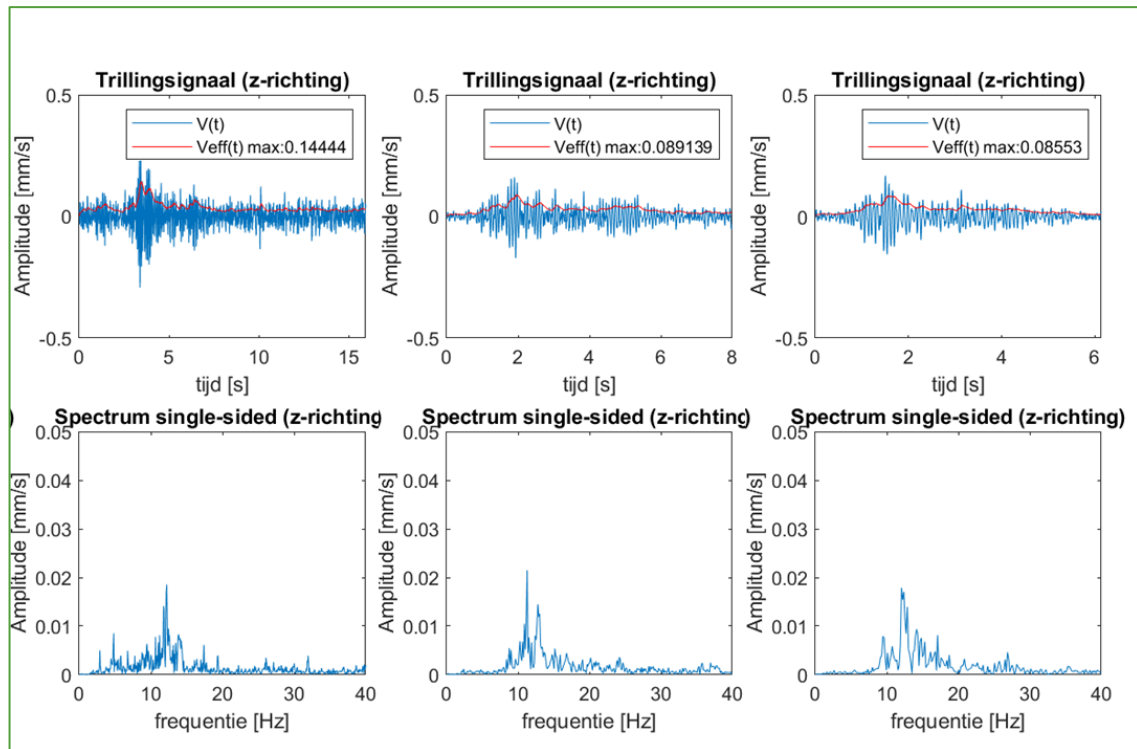 Trillingsignaal (z-richting)
0.5
V(t)
Veff(t) max:0.14444
0
-0.5
Amplitude [mm/s]
0 5 10 15
tijd [s]
Trillingsignaal (z-richting)
0.5
V(t)
Veff(t) max:0.089139
0
-0.5
Amplitude [mm/s]
0 2 4 6 8
tijd [s]
Trillingsignaal (z-richting)
0.5
V(t)
Veff(t) max:0.08553
0
-0.5
Amplitude [mm/s]
0 2 4 6
tijd [s]
)
Spectrum single-sided (z-richting
0.05
0.04
0.03
0.02
0.01
0
Amplitude [mm/s]
0 10 20 30 40
frequentie [Hz]
Spectrum single-sided (z-richting)
0.05
0.04
0.03
0.02
0.01
0
Amplitude [mm/s]
0 10 20 30 40
frequentie [Hz]
Spectrum single-sided (z-richting)
0.05
0.04
0.03
0.02
0.01
0
Amplitude [mm/s]
0 10 20 30 40
frequentie [Hz]